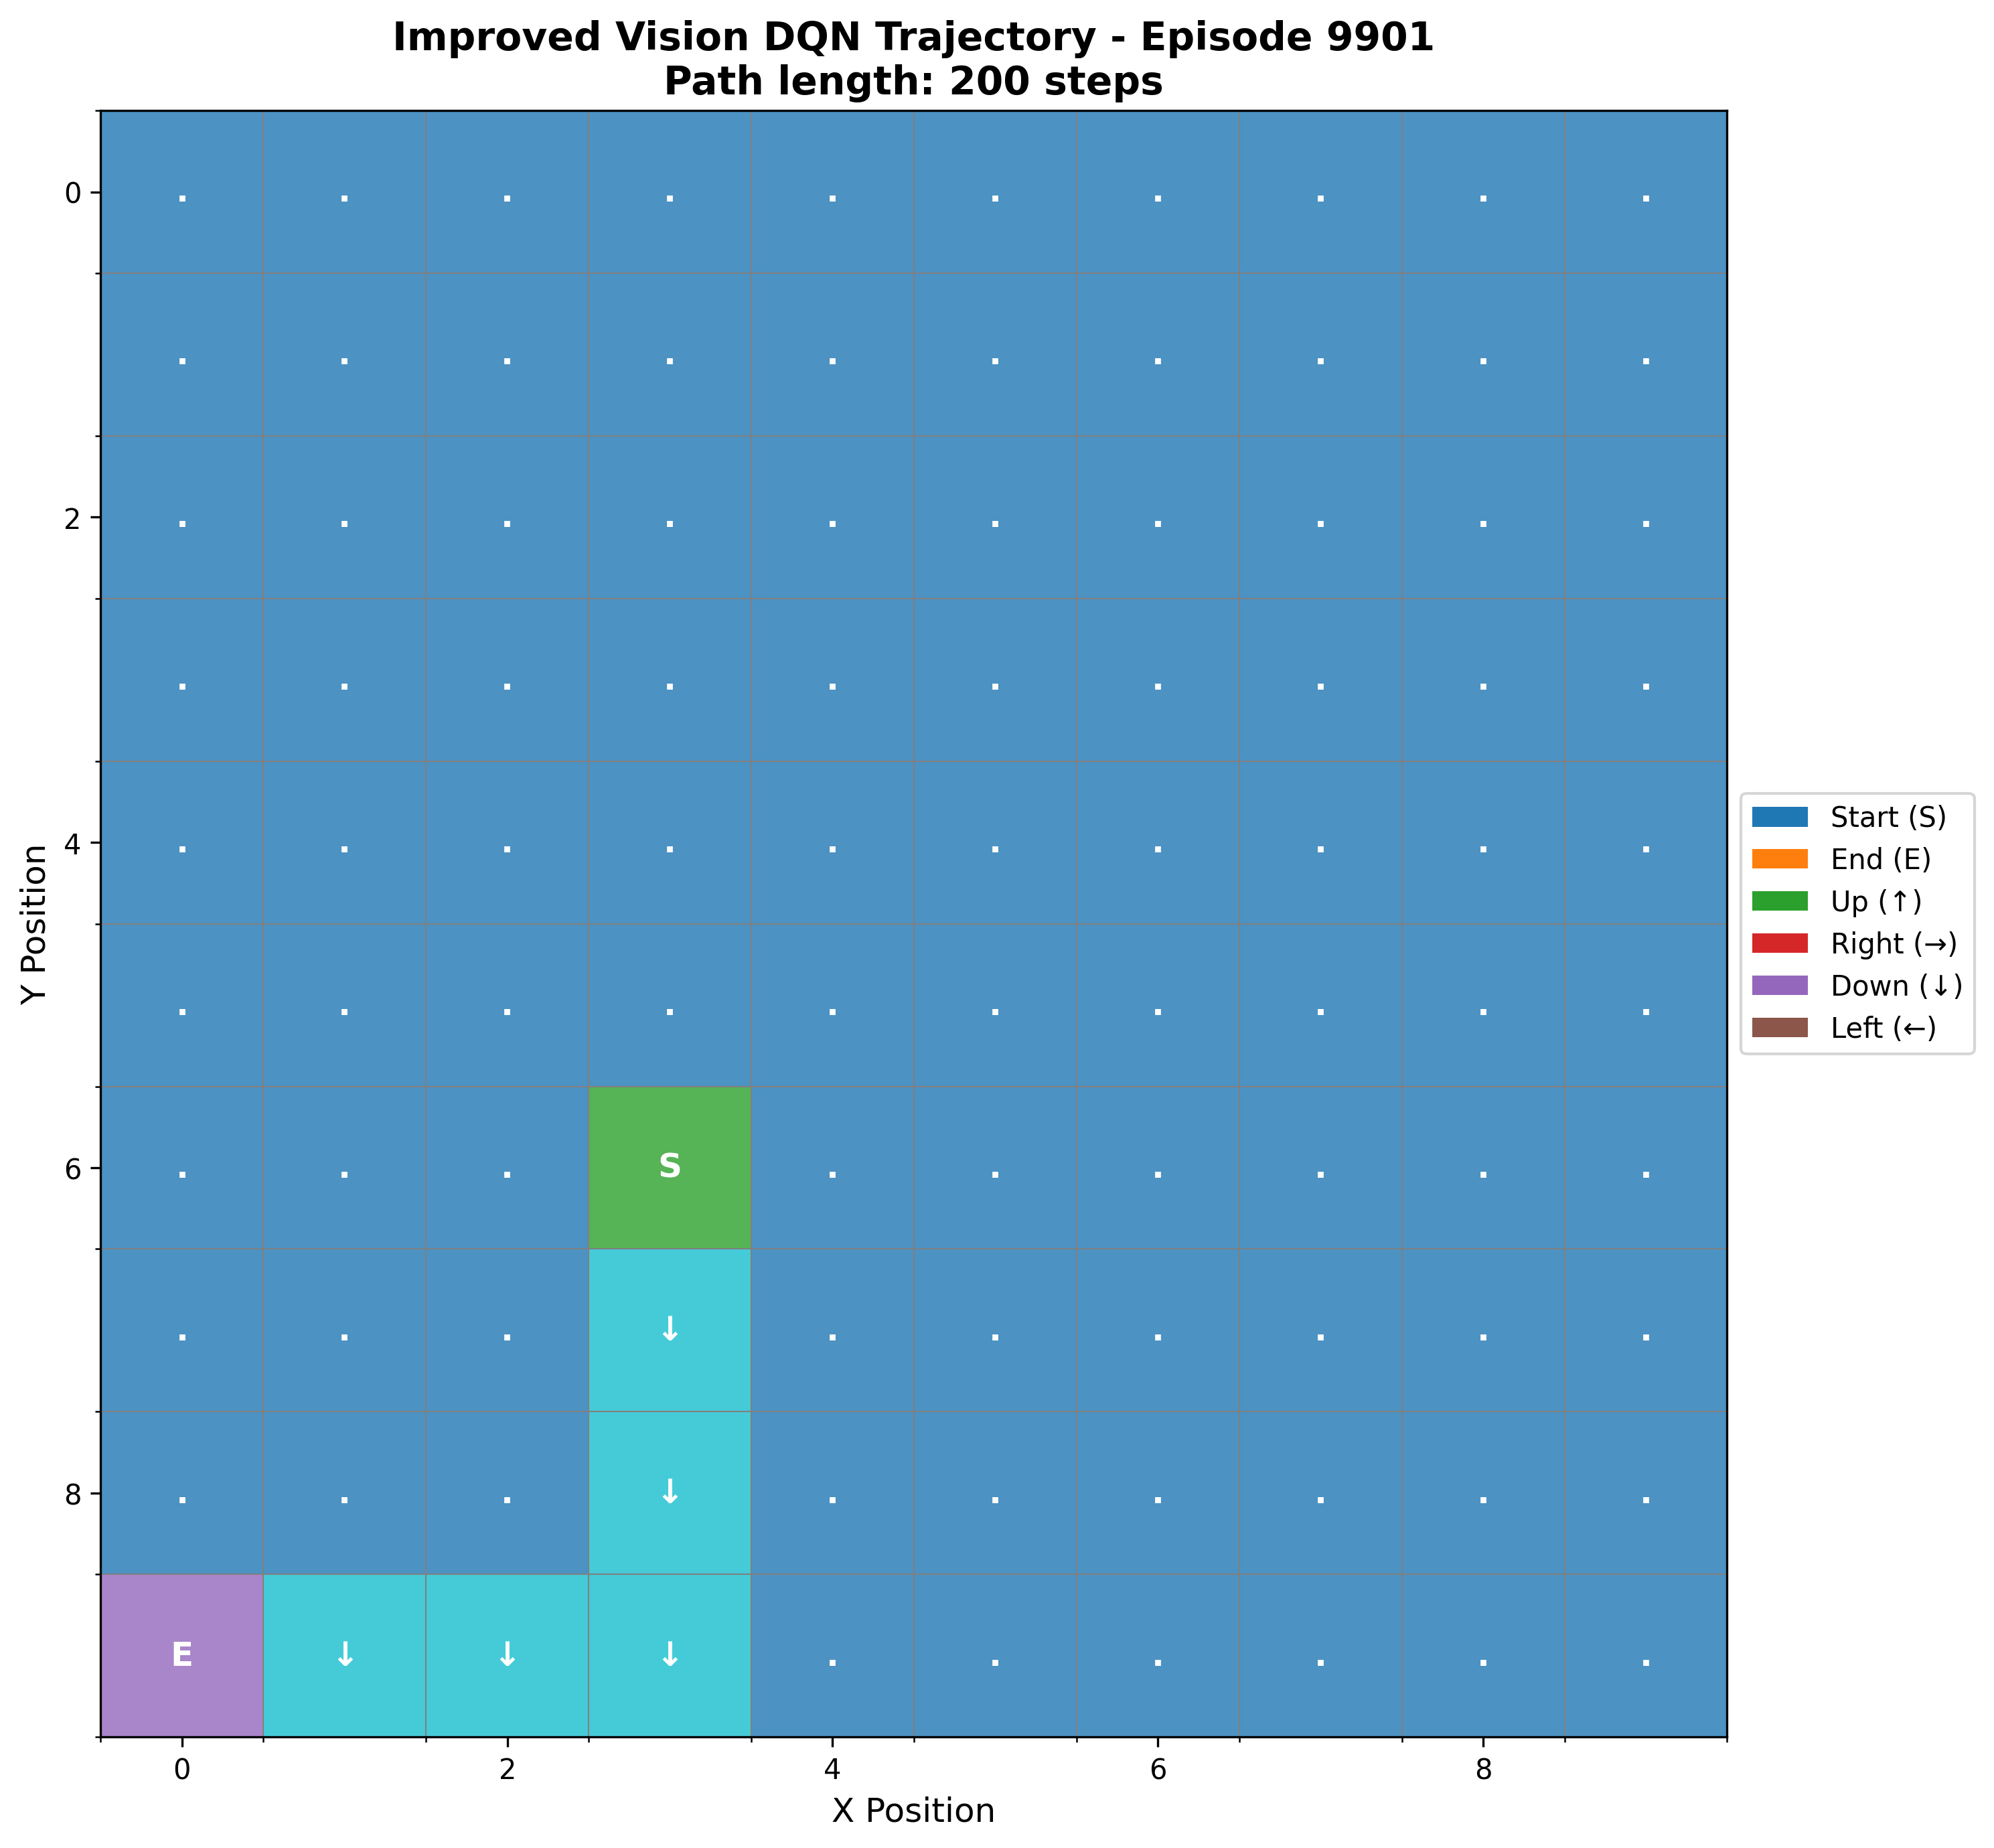 Improved Vision DQN Trajectory - Episode 9901
Path length: 200 steps
Y Position
0
. . . . . . . . . .
. . . . . . . . . .
2
. . . . . . . . . .
. . . . . . . . . .
4
. . . . . . . . . .
. . . . . . . . . .
6
. . . S . . . . . .
. . . ↓ . . . . . .
8
. . . ↓ . . . . . .
E ↓ ↓ ↓ . . . . . .
0 2 4 6 8
X Position
Start (S)
End (E)
Up (↑)
Right (→)
Down (↓)
Left (←)